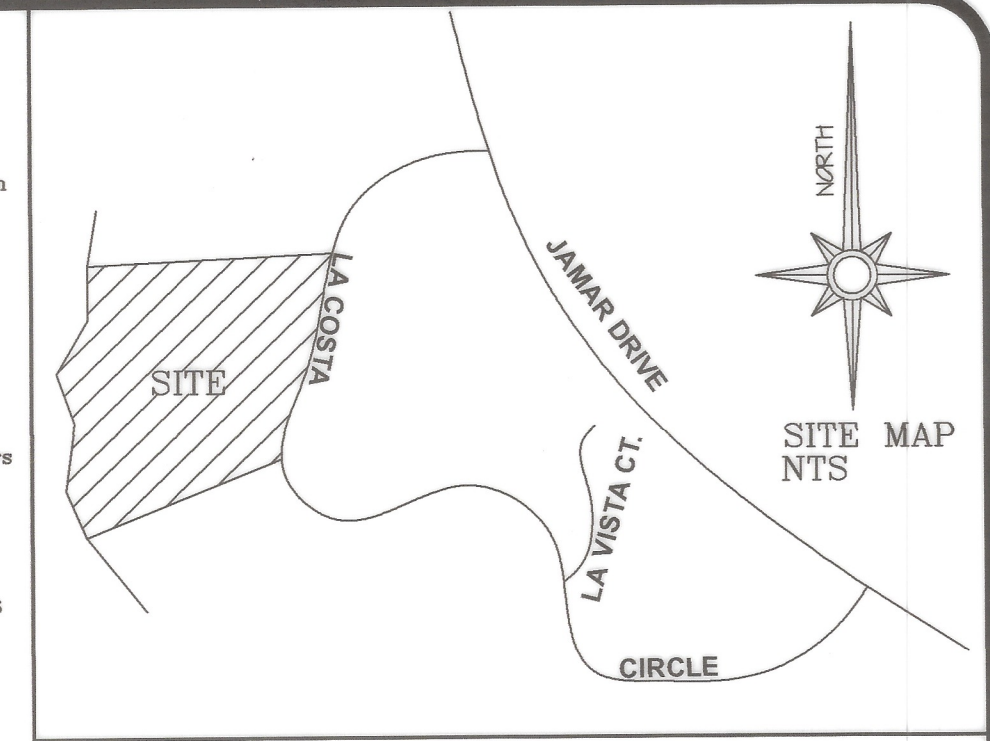 NORTH
JAMAR DRIVE
LA COSTA
SITE
SITE MAP
NTS
LA VISTA CT.
CIRCLE